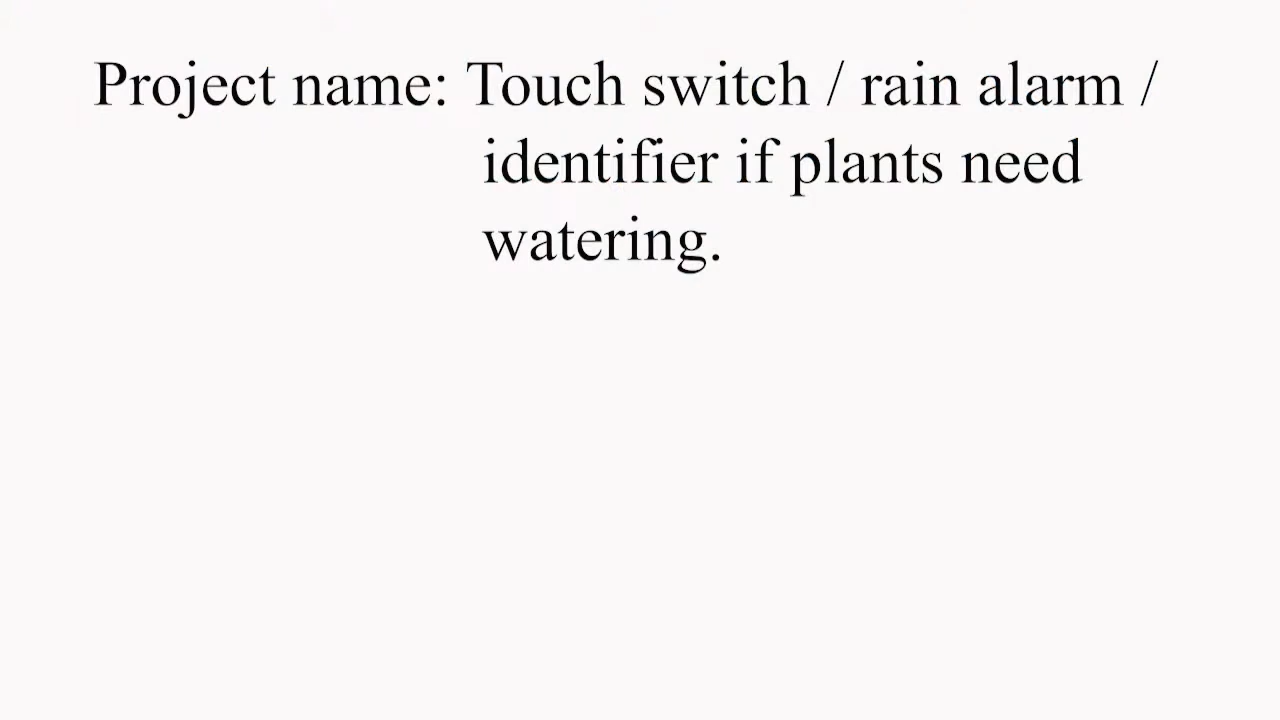 Project name: Touch switch / rain alarm /
identifier if plants need
watering.